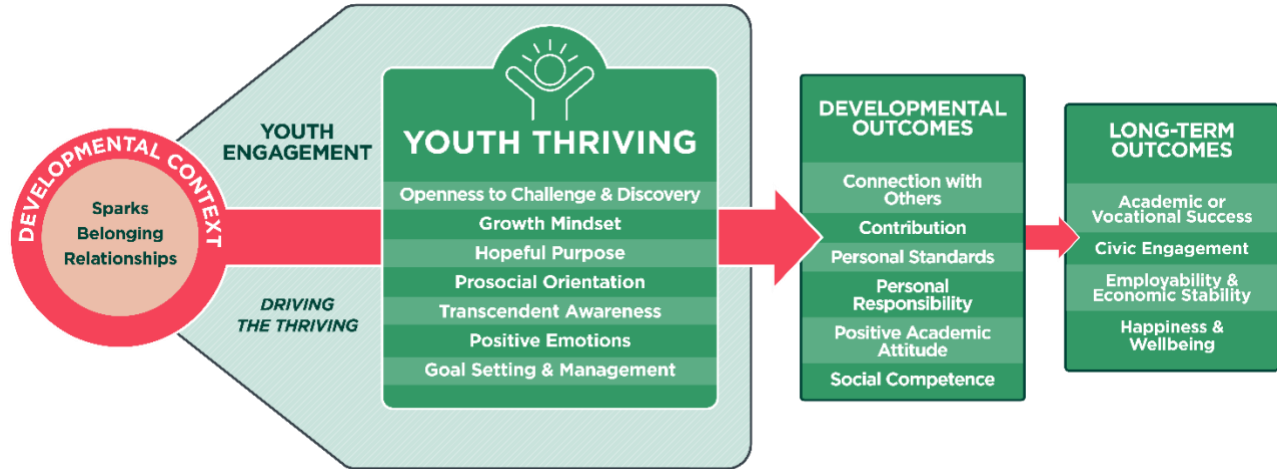 DEVELOPMENTAL CONTEXT
Sparks
Belonging
Relationships
YOUTH
ENGAGEMENT
DRIVING
THE THRIVING
YOUTH THRIVING
Openness to Challenge & Discovery
Growth Mindset
Hopeful Purpose
Prosocial Orientation
Transcendent Awareness
Positive Emotions
Goal Setting & Management
DEVELOPMENTAL
OUTCOMES
Connection with
Others
Contribution
Personal Standards
Personal
Responsibility
Positive Academic
Attitude
Social Competence
LONG-TERM
OUTCOMES
Academic or
Vocational Success
Civic Engagement
Employability &
Economic Stability
Happiness &
Wellbeing